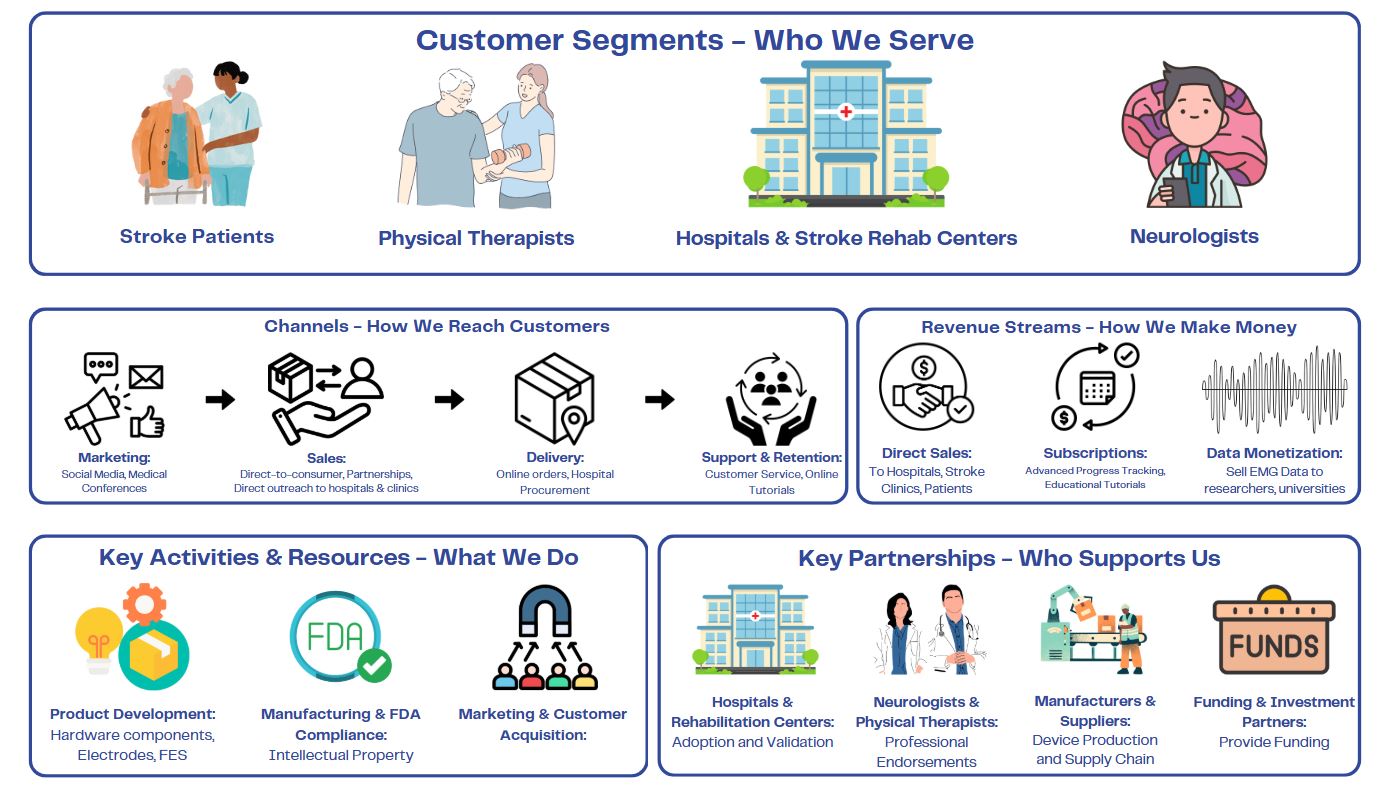 Customer Segments - Who We Serve
Stroke Patients
Physical Therapists
Hospitals & Stroke Rehab Centers
Neurologists
Channels - How We Reach Customers
Marketing:
Social Media, Medical
Conferences
Sales:
Direct-to-consumer, Partnerships,
Direct outreach to hospitals & clinics
Delivery:
Online orders, Hospital
Procurement
Support & Retention:
Customer Service, Online
Tutorials
Revenue Streams - How We Make Money
Direct Sales:
To Hospitals, Stroke
Clinics, Patients
Subscriptions:
Advanced Progress Tracking,
Educational Tutorials
Data Monetization:
Sell EMG Data to
researchers, universities
Key Activities & Resources - What We Do
Product Development:
Hardware components,
Electrodes, FES
FDA
Manufacturing & FDA
Compliance:
Intellectual Property
Marketing & Customer
Acquisition:
Key Partnerships - Who Supports Us
Hospitals &
Rehabilitation Centers:
Adoption and Validation
Neurologists &
Physical Therapists:
Professional
Endorsements
Manufacturers &
Suppliers:
Device Production
and Supply Chain
FUNDS
Funding & Investment
Partners:
Provide Funding